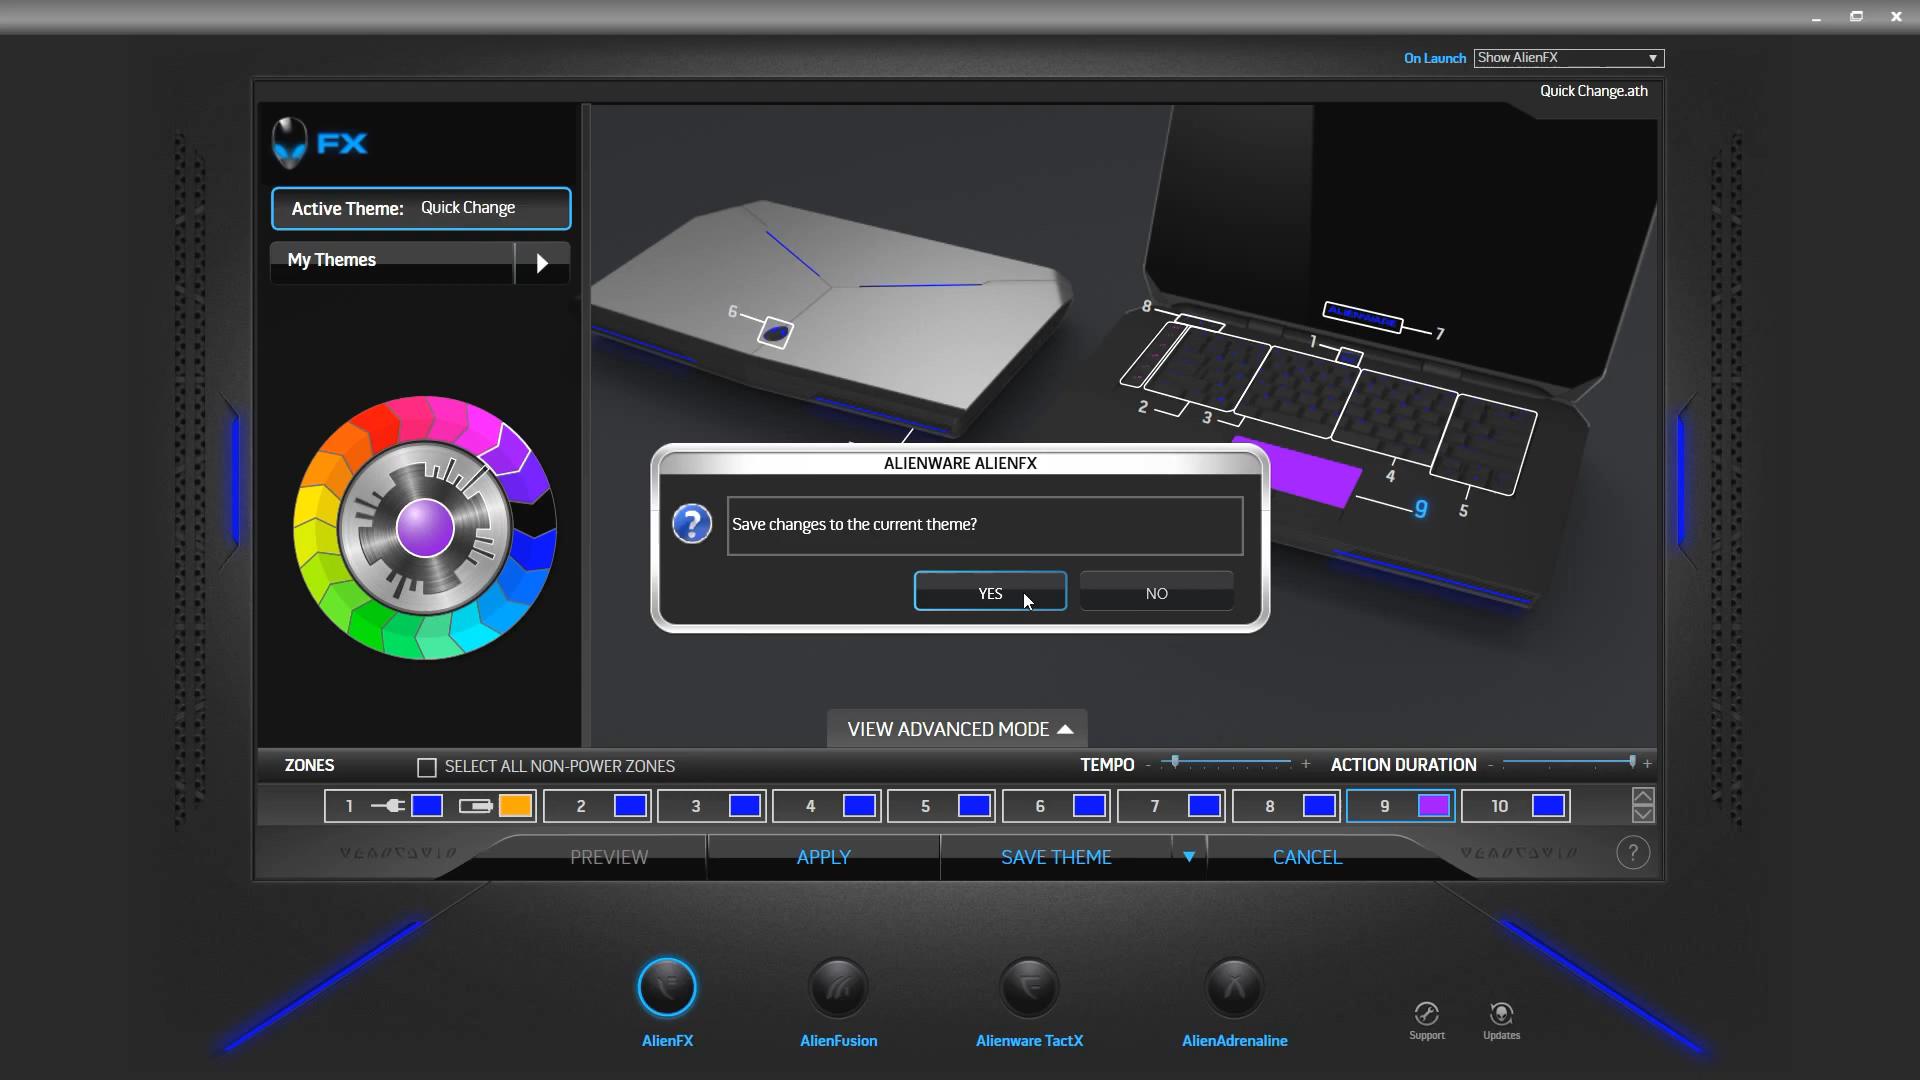 On Launch Show AlienFX
Quick Change.ath
FX
Active Theme: Quick Change
My Themes
6
8
ALIENWARE
7
1
2
3
4
5
9
ALIENWARE ALIENFX
?
Save changes to the current theme?
YES NO
VIEW ADVANCED MODE
ZONES SELECT ALL NON-POWER ZONES TEMPO - + ACTION DURATION - +
1 2 3 4 5 6 7 8 9 10
PREVIEW APPLY SAVE THEME CANCEL ?
AlienFX AlienFusion Alienware TactX AlienAdrenaline Support Updates